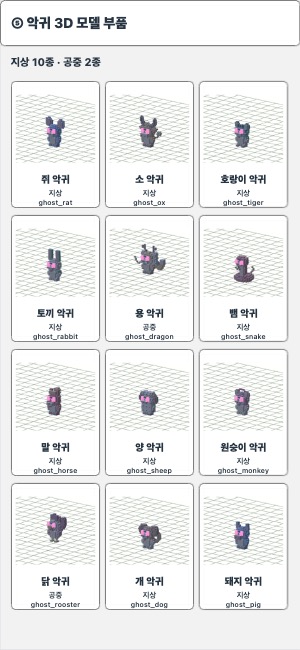 ⑥ 악귀 3D 모델 부품
지상 10종 · 공중 2종
쥐 악귀
지상
ghost_rat
소 악귀
지상
ghost_ox
호랑이 악귀
지상
ghost_tiger
토끼 악귀
지상
ghost_rabbit
용 악귀
공중
ghost_dragon
뱀 악귀
지상
ghost_snake
말 악귀
지상
ghost_horse
양 악귀
지상
ghost_sheep
원숭이 악귀
지상
ghost_monkey
닭 악귀
공중
ghost_rooster
개 악귀
지상
ghost_dog
돼지 악귀
지상
ghost_pig